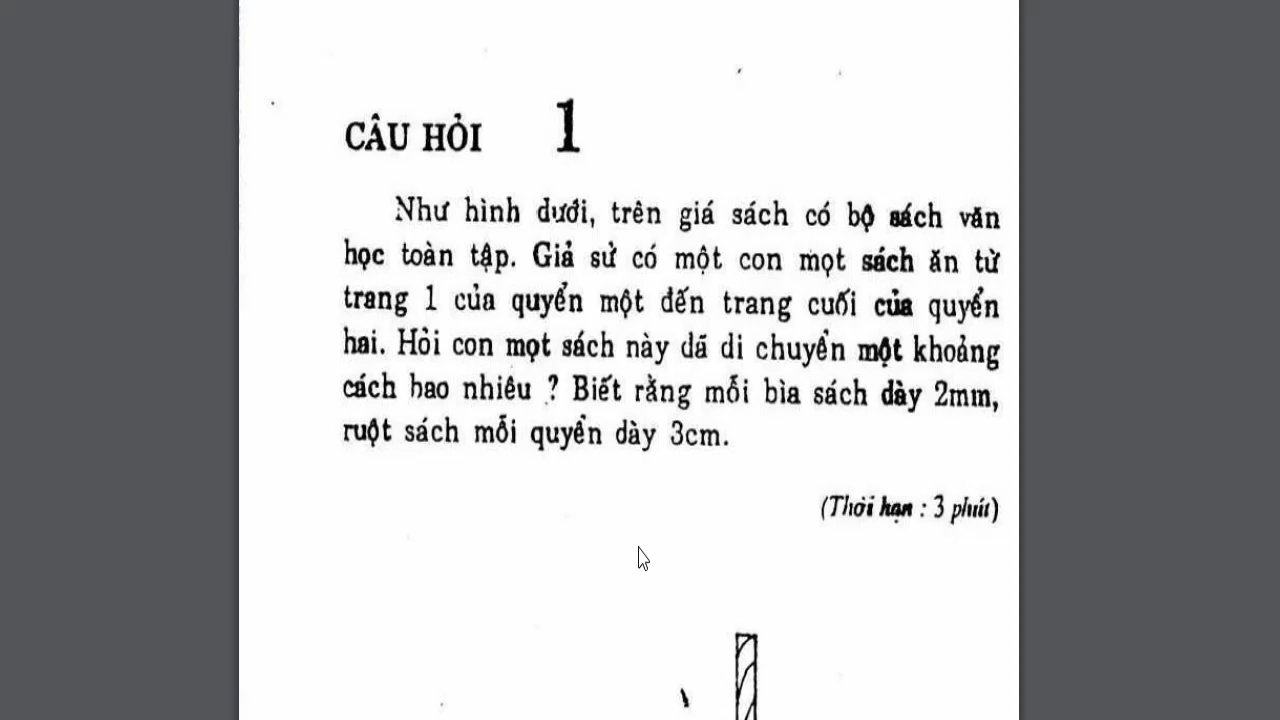 CÂU HỎI 1
Như hình dưới, trên giá sách có bộ sách văn
học toàn tập. Giả sử có một con mọt sách ăn từ
trang 1 của quyển một đến trang cuối của quyển
hai. Hỏi con mọt sách này dã di chuyển một khoảng
cách bao nhiêu ? Biết rằng mỗi bìa sách dày 2mm,
ruột sách mỗi quyển dày 3cm.
(Thời hạn : 3 phút)